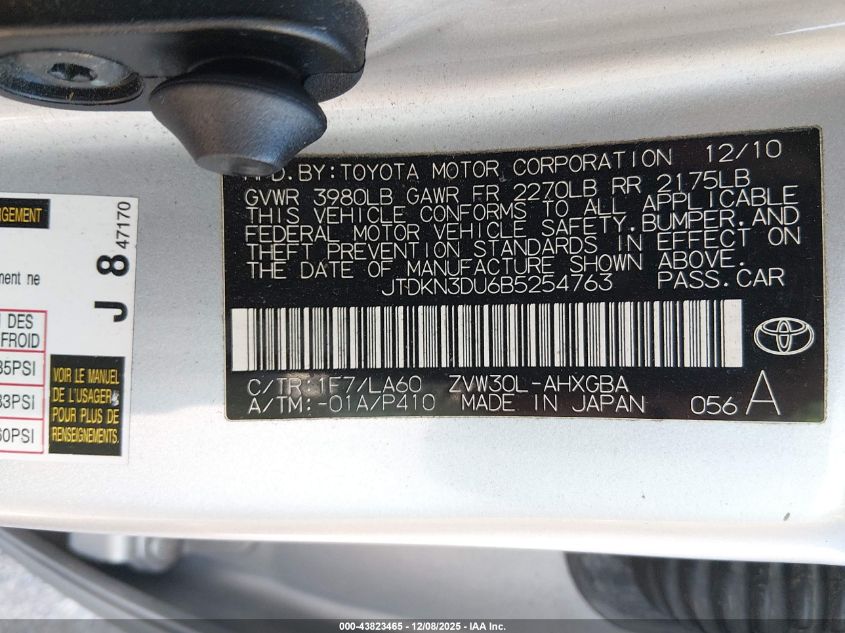 MFD.BY:TOYOTA MOTOR CORPORATION 12/10
GVWR 3980LB GAWR FR 2270LB RR 2175LB
THIS VEHICLE CONFORMS TO ALL APPLICABLE
FEDERAL MOTOR VEHICLE SAFETY,BUMPER,AND
THEFT PREVENTION STANDARDS IN EFFECT ON
THE DATE OF MANUFACTURE SHOWN ABOVE.
JTDKN3DU6B5254763 PASS.CAR
C/TR:1F7/LA60 ZVW30L-AHXGBA
A/TM:-01A/P410 MADE IN JAPAN 056 A
ment ne
J 8 47170
DES
FROID
35PSI
33PSI
60PSI
VOIR LE MANUEL
DE L'USAGER
POUR PLUS DE
RENSEIGNEMENTS.
000-43823465 - 12/08/2025 - IAA Inc.